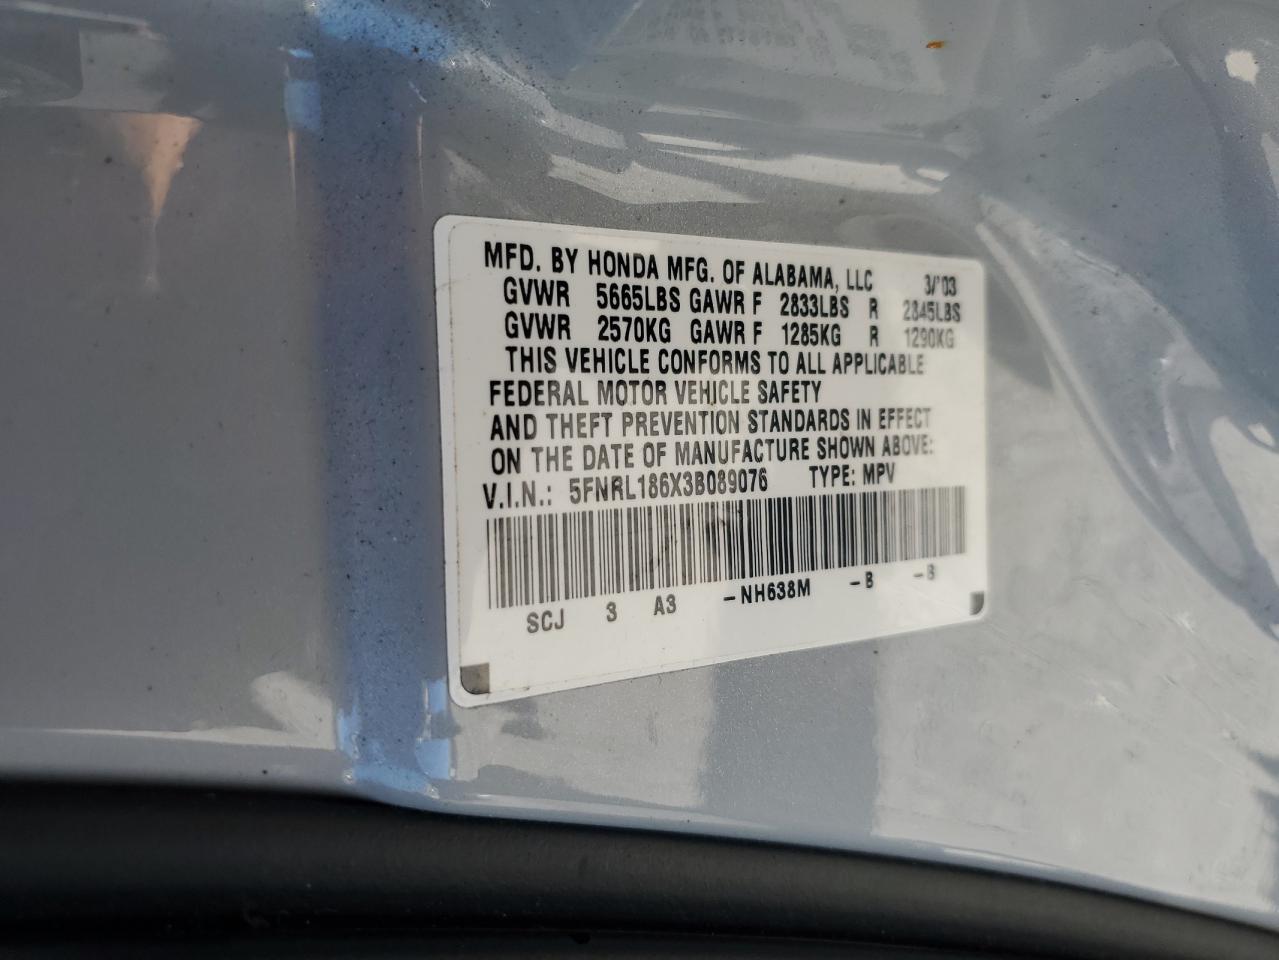 MFD. BY HONDA MFG. OF ALABAMA, LLC 3/'03
GVWR 5665LBS GAWR F 2833LBS R 2845LBS
GVWR 2570KG GAWR F 1285KG R 1290KG
THIS VEHICLE CONFORMS TO ALL APPLICABLE
FEDERAL MOTOR VEHICLE SAFETY
AND THEFT PREVENTION STANDARDS IN EFFECT
ON THE DATE OF MANUFACTURE SHOWN ABOVE:
V.I.N.: 5FNRL186X3B089076 TYPE: MPV
SCJ 3 A3 -NH638M -B -B